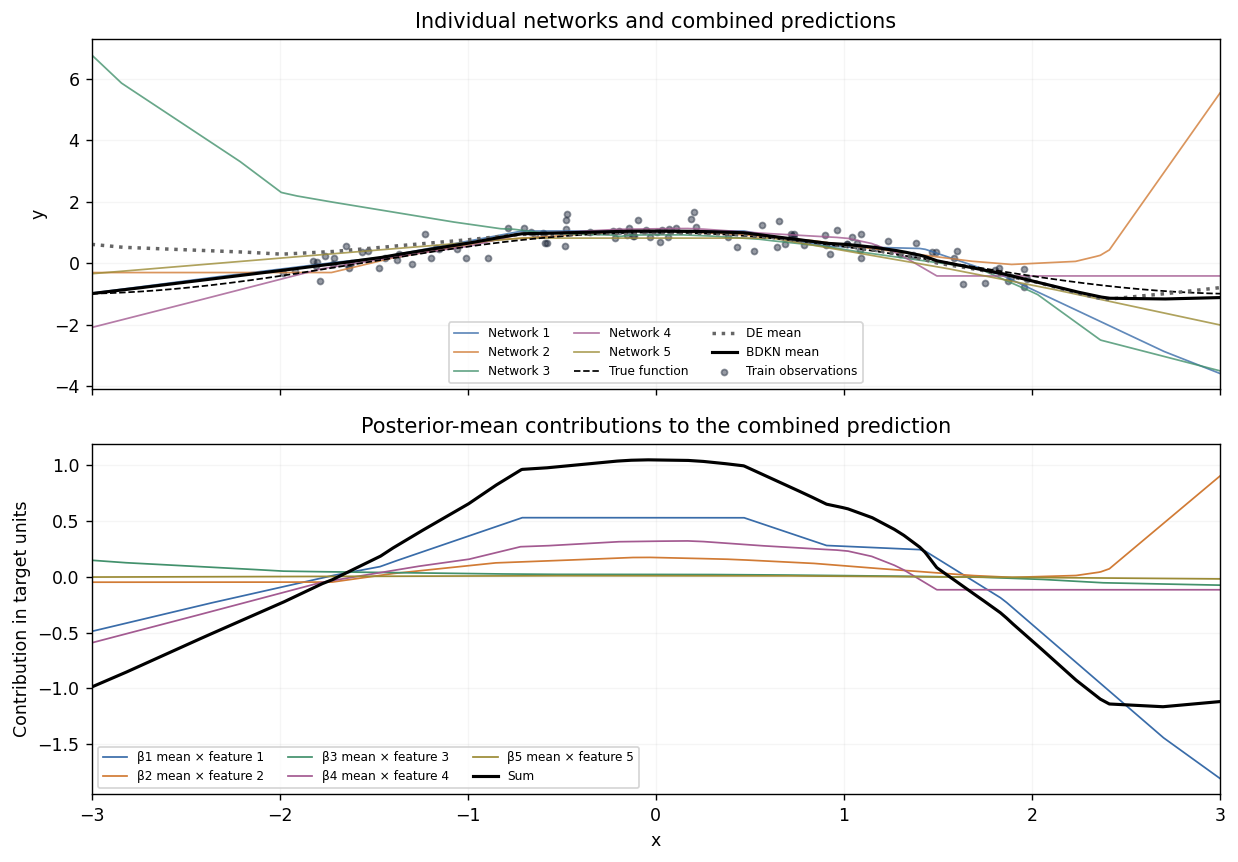 Individual networks and combined predictions
6
4
2
0
−2
−4
y
Network 1
Network 2
Network 3
Network 4
Network 5
True function
DE mean
BDKN mean
Train observations
Posterior-mean contributions to the combined prediction
1.0
0.5
0.0
−0.5
−1.0
−1.5
Contribution in target units
β1 mean × feature 1
β2 mean × feature 2
β3 mean × feature 3
β4 mean × feature 4
β5 mean × feature 5
Sum
−3
−2
−1
0
1
2
3
x